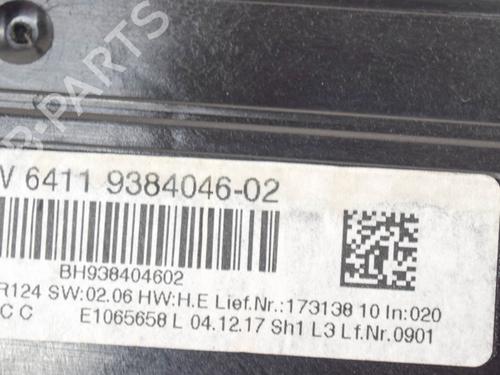 B-PARTS
V 6411 9384046-02
BH938404602
R124 SW:02.06 HW:H.E Lief.Nr.:173138 10 In:020
C C E1065658 L 04.12.17 Sh1 L3 Lf.Nr.0901